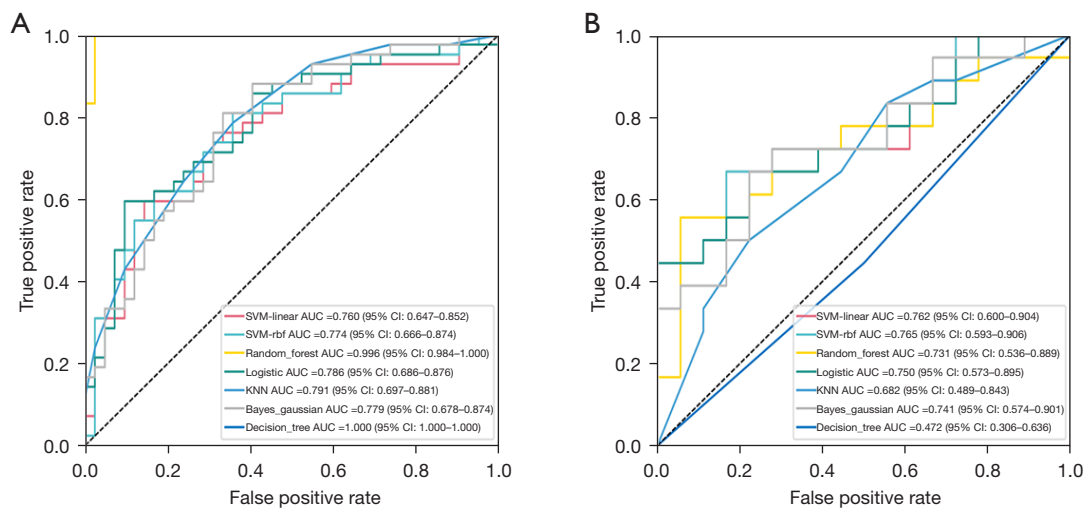 A
1.0
0.8
0.6
0.4
0.2
0.0
True positive rate
0.0 0.2 0.4 0.6 0.8 1.0
False positive rate
SVM-linear AUC =0.760 (95% CI: 0.647–0.852)
SVM-rbf AUC =0.774 (95% CI: 0.666–0.874)
Random_forest AUC =0.996 (95% CI: 0.984–1.000)
Logistic AUC =0.786 (95% CI: 0.686–0.876)
KNN AUC =0.791 (95% CI: 0.697–0.881)
Bayes_gaussian AUC =0.779 (95% CI: 0.678–0.874)
Decision_tree AUC =1.000 (95% CI: 1.000–1.000)
B
1.0
0.8
0.6
0.4
0.2
0.0
True positive rate
0.0 0.2 0.4 0.6 0.8 1.0
False positive rate
SVM-linear AUC =0.762 (95% CI: 0.600–0.904)
SVM-rbf AUC =0.765 (95% CI: 0.593–0.906)
Random_forest AUC =0.731 (95% CI: 0.536–0.889)
Logistic AUC =0.750 (95% CI: 0.573–0.895)
KNN AUC =0.682 (95% CI: 0.489–0.843)
Bayes_gaussian AUC =0.741 (95% CI: 0.574–0.901)
Decision_tree AUC =0.472 (95% CI: 0.306–0.636)